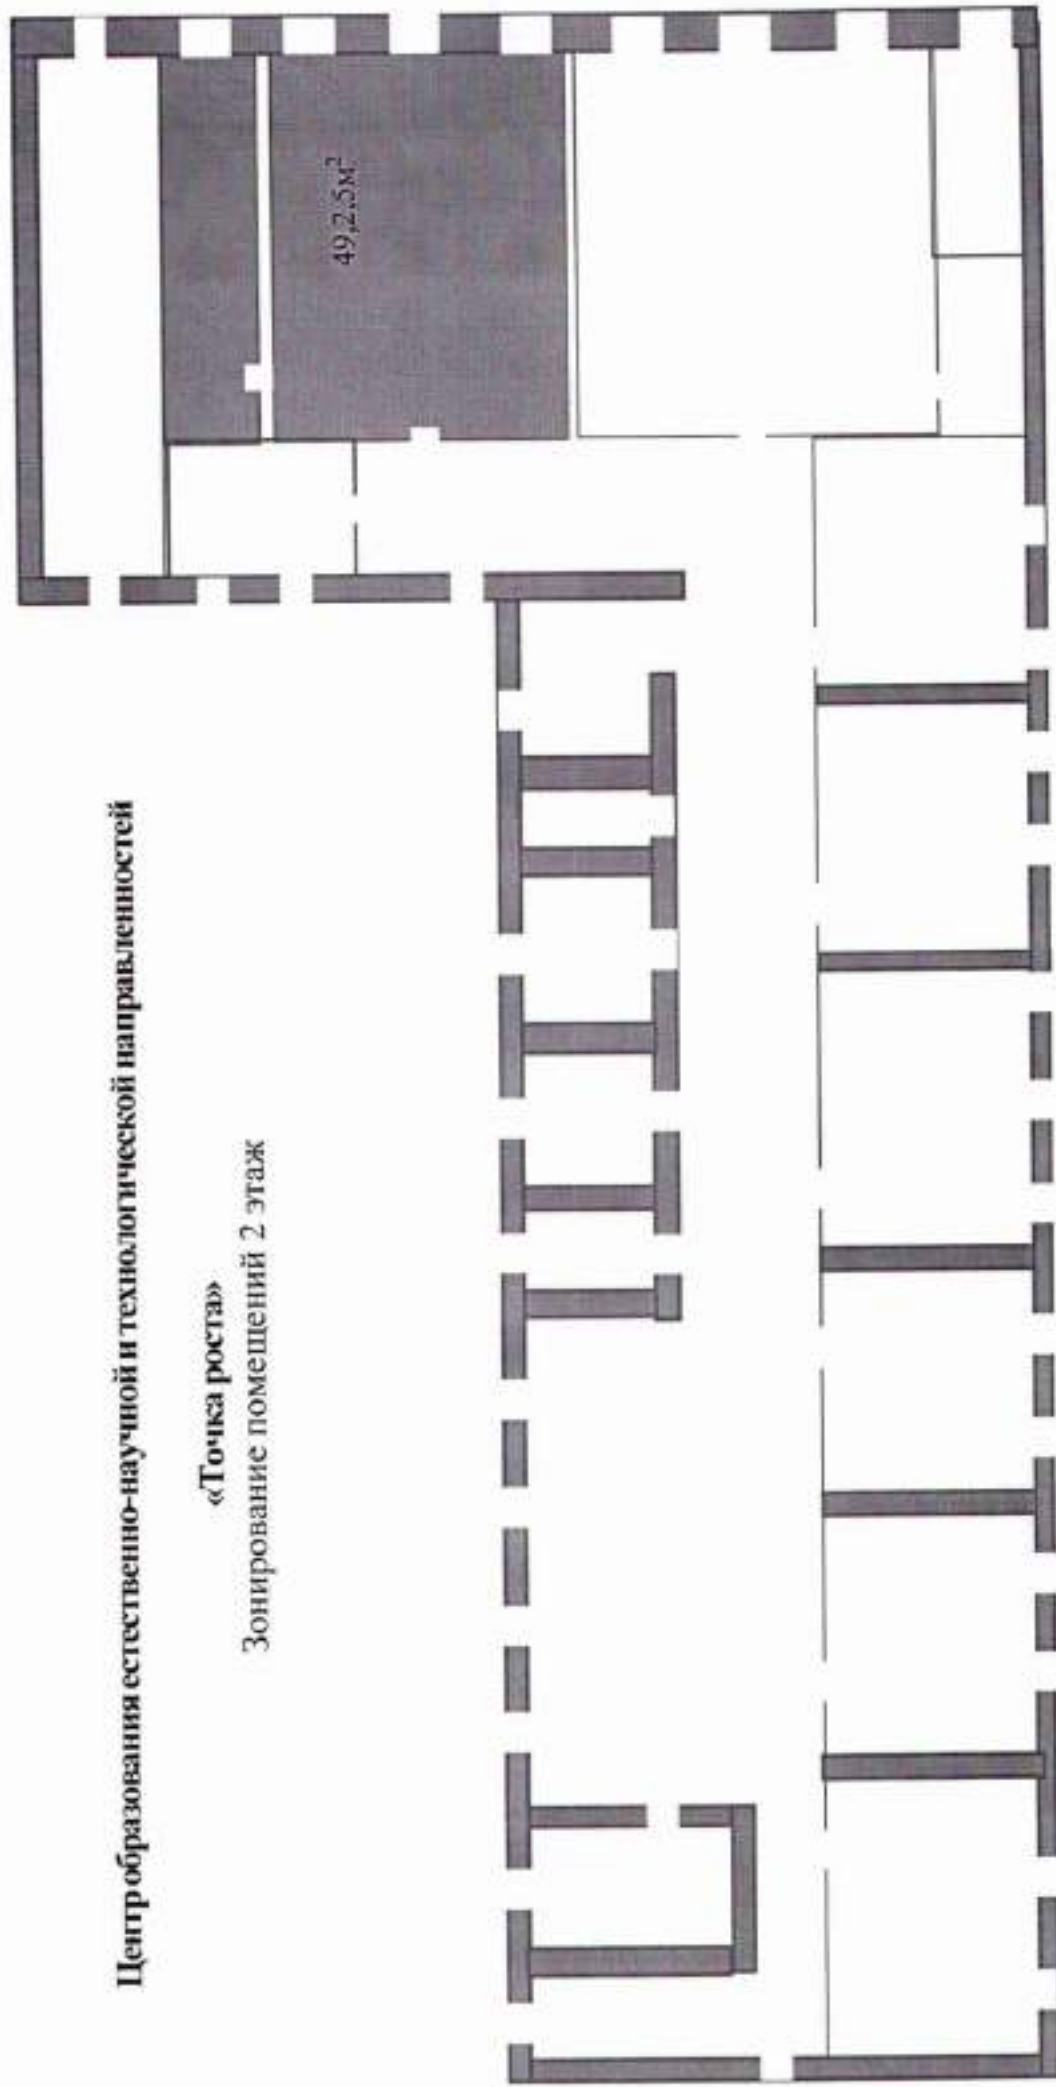 Центр образования естественно-научной и технологической направленностей
«Точка роста»
Зонирование помещений 2 этаж
49,2,5м²